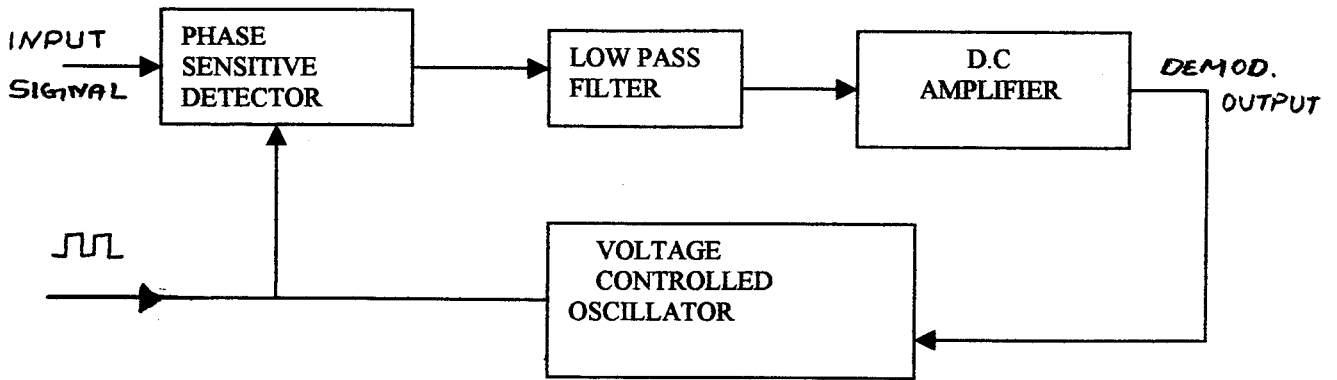 INPUT
SIGNAL
PHASE
SENSITIVE
DETECTOR
LOW PASS
FILTER
D.C
AMPLIFIER
DEMOD.
OUTPUT
VOLTAGE
CONTROLLED
OSCILLATOR